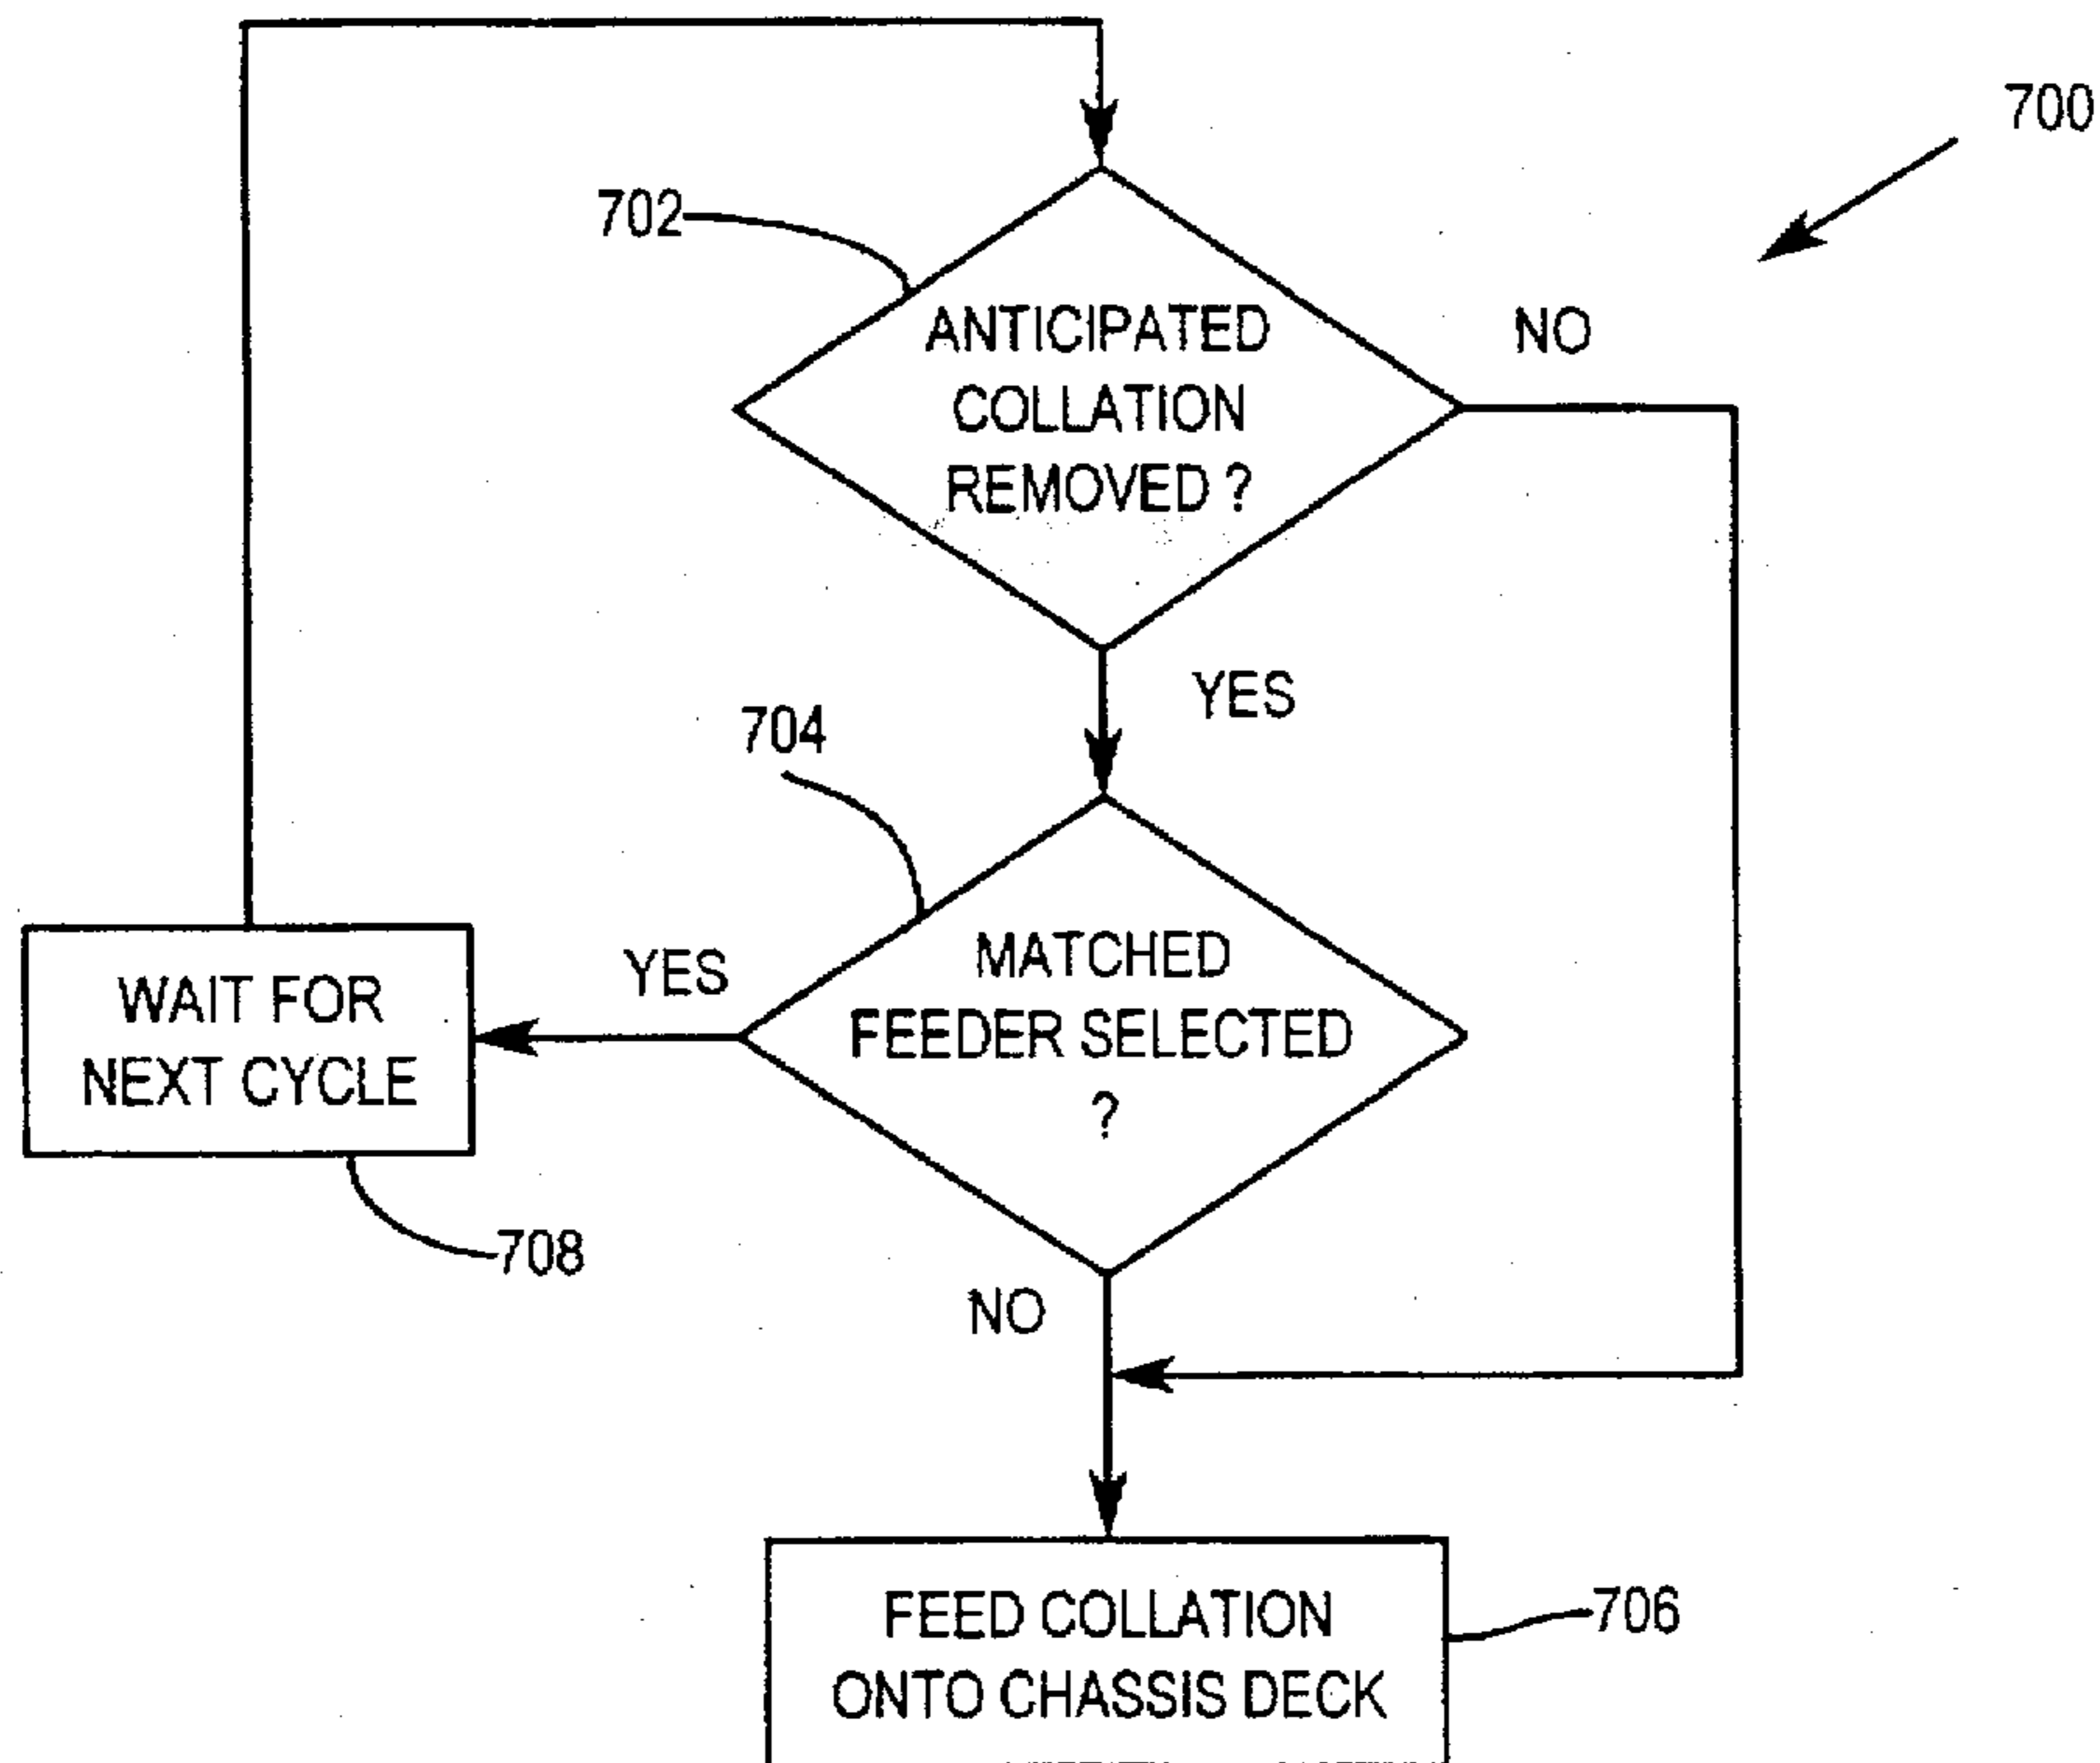 700
702
ANTICIPATED
COLLATION
REMOVED ?
NO
YES
704
MATCHED
FEEDER SELECTED
?
YES
WAIT FOR
NEXT CYCLE
708
NO
FEED COLLATION
ONTO CHASSIS DECK
706